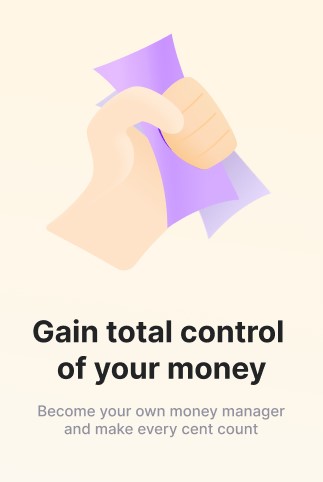 Gain total control
of your money
Become your own money manager
and make every cent count